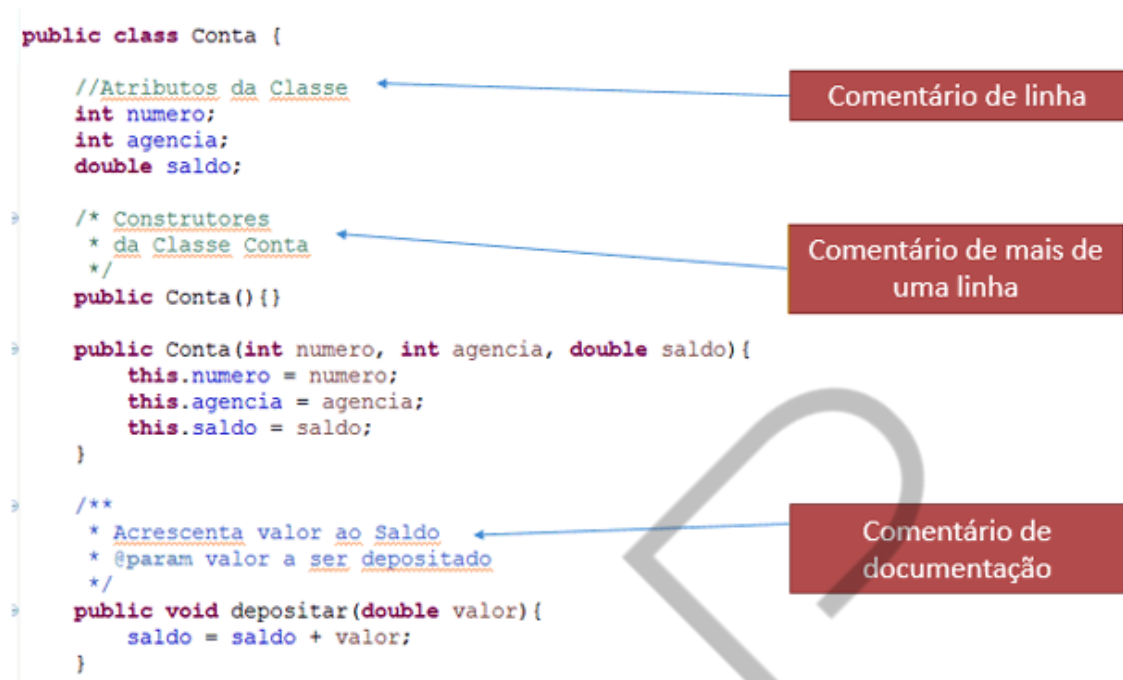 public class Conta {
//Atributos da Classe
Comentário de linha
int numero;
int agencia;
double saldo;
/* Construtores
* da Classe Conta
*/
Comentário de mais de
uma linha
public Conta(){}
public Conta(int numero, int agencia, double saldo){
this.numero = numero;
this.agencia = agencia;
this.saldo = saldo;
}
/**
* Acrescenta valor ao Saldo
* @param valor a ser depositado
*/
Comentário de
documentação
public void depositar(double valor){
saldo = saldo + valor;
}